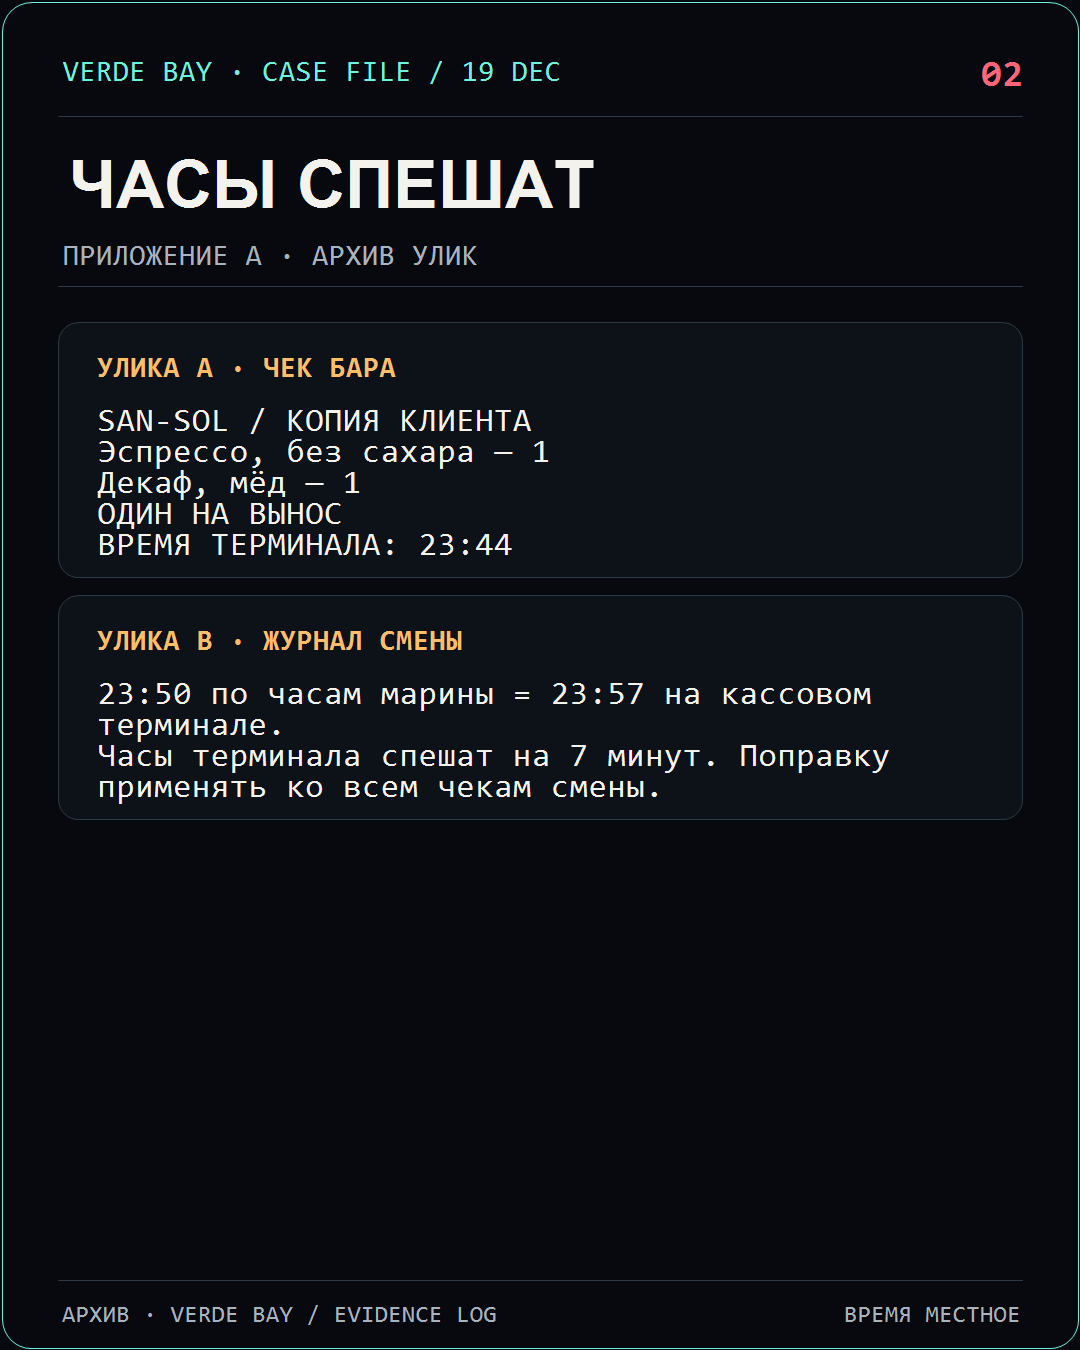 VERDE BAY · CASE FILE / 19 DEC
02
ЧАСЫ СПЕШАТ
ПРИЛОЖЕНИЕ А · АРХИВ УЛИК
УЛИКА А · ЧЕК БАРА
SAN-SOL / КОПИЯ КЛИЕНТА
Эспрессо, без сахара — 1
Декаф, мёд — 1
ОДИН НА ВЫНОС
ВРЕМЯ ТЕРМИНАЛА: 23:44
УЛИКА B · ЖУРНАЛ СМЕНЫ
23:50 по часам марины = 23:57 на кассовом
терминале.
Часы терминала спешат на 7 минут. Поправку
применять ко всем чекам смены.
АРХИВ · VERDE BAY / EVIDENCE LOG
ВРЕМЯ МЕСТНОЕ